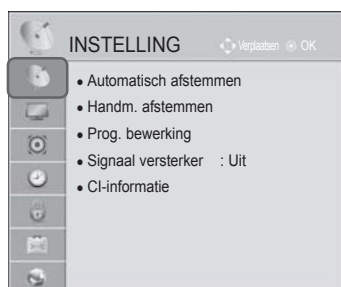 INSTELLING Verplaatsen OK
• Automatisch afstemmen
• Handm. afstemmen
• Prog. bewerking
• Signaal versterker : Uit
• CI-informatie